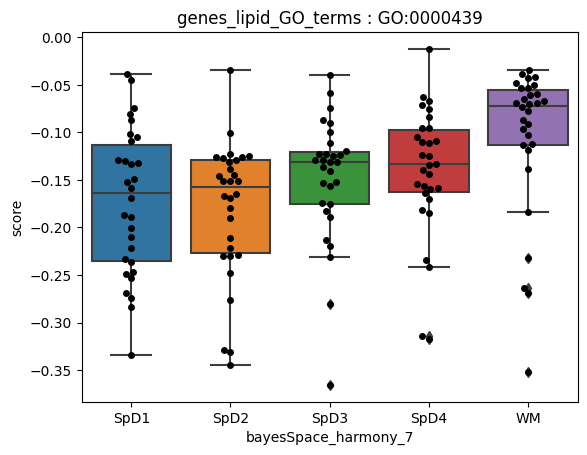 genes_lipid_GO_terms : GO:0000439
0.00
−0.05
−0.10
−0.15
−0.20
−0.25
−0.30
−0.35
score
SpD1 SpD2 SpD3 SpD4 WM
bayesSpace_harmony_7